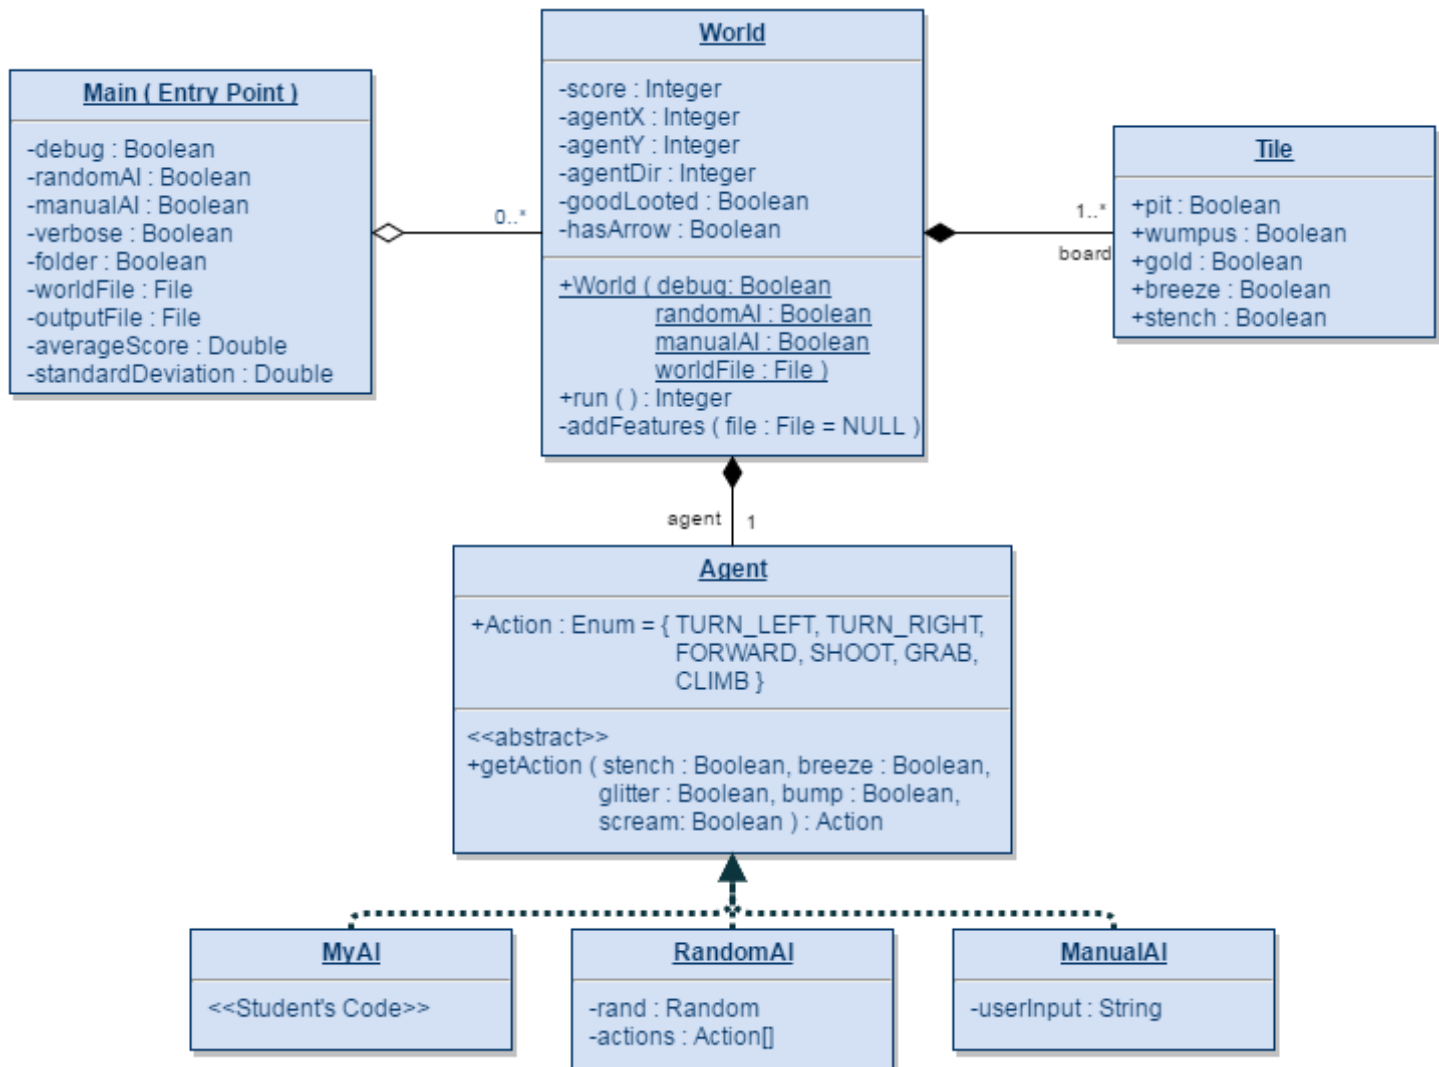 World
-score : Integer
-agentX : Integer
-agentY : Integer
-agentDir : Integer
-goodLooted : Boolean
-hasArrow : Boolean
+World ( debug: Boolean
randomAI : Boolean
manualAI : Boolean
worldFile : File )
+run ( ) : Integer
-addFeatures ( file : File = NULL )
Main ( Entry Point )
-debug : Boolean
-randomAI : Boolean
-manualAI : Boolean
-verbose : Boolean
-folder : Boolean
-worldFile : File
-outputFile : File
-averageScore : Double
-standardDeviation : Double
0..*
1..*
board
Tile
+pit : Boolean
+wumpus : Boolean
+gold : Boolean
+breeze : Boolean
+stench : Boolean
agent 1
Agent
+Action : Enum = { TURN_LEFT, TURN_RIGHT,
FORWARD, SHOOT, GRAB,
CLIMB }
<<abstract>>
+getAction ( stench : Boolean, breeze : Boolean,
glitter : Boolean, bump : Boolean,
scream: Boolean ) : Action
MyAI
<<Student's Code>>
RandomAI
-rand : Random
-actions : Action[]
ManualAI
-userInput : String